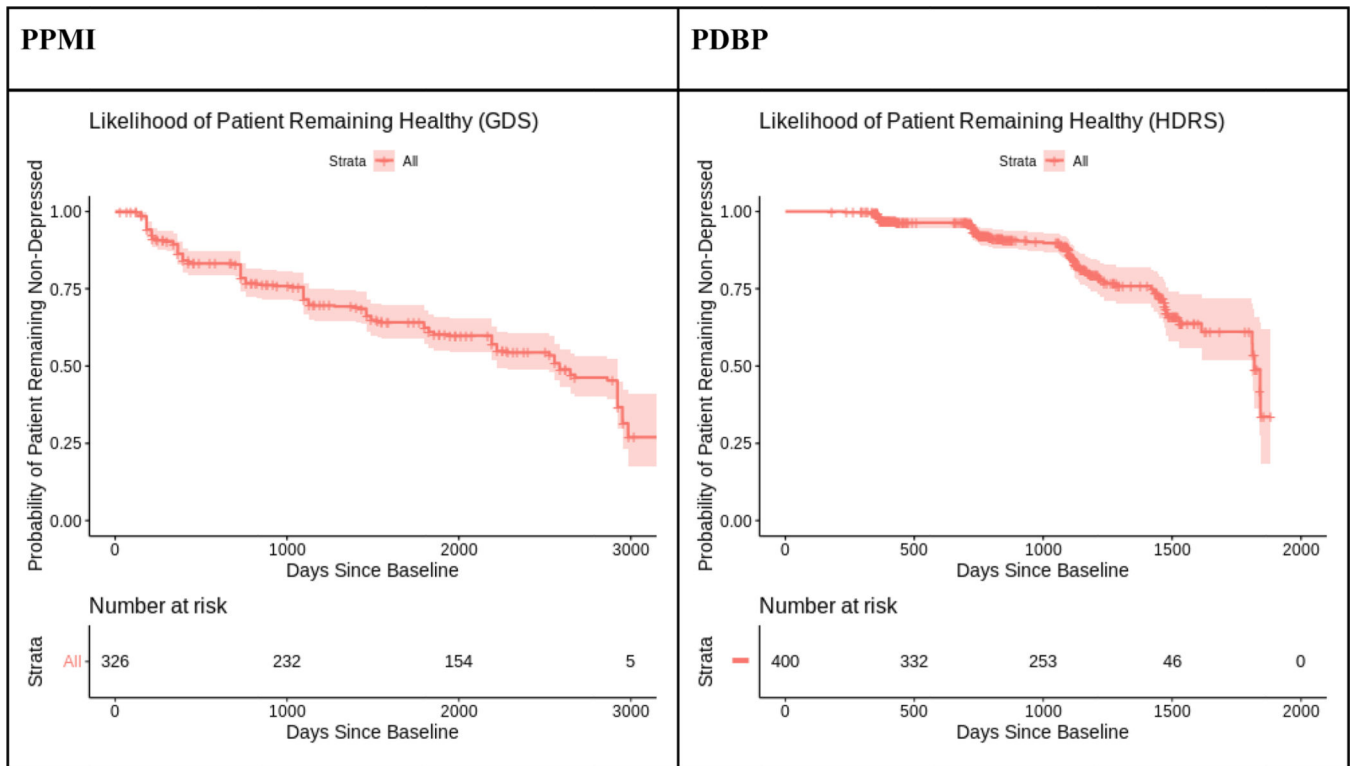 PPMI
PDBP
Likelihood of Patient Remaining Healthy (GDS)
Strata All
Probability of Patient Remaining Non-Depressed
1.00
0.75
0.50
0.25
0.00
0 1000 2000 3000
Days Since Baseline
Number at risk
Strata
All 326 232 154 5
0 1000 2000 3000
Days Since Baseline
Likelihood of Patient Remaining Healthy (HDRS)
Strata All
Probability of Patient Remaining Non-Depressed
1.00
0.75
0.50
0.25
0.00
0 500 1000 1500 2000
Days Since Baseline
Number at risk
Strata
400 332 253 46 0
0 500 1000 1500 2000
Days Since Baseline